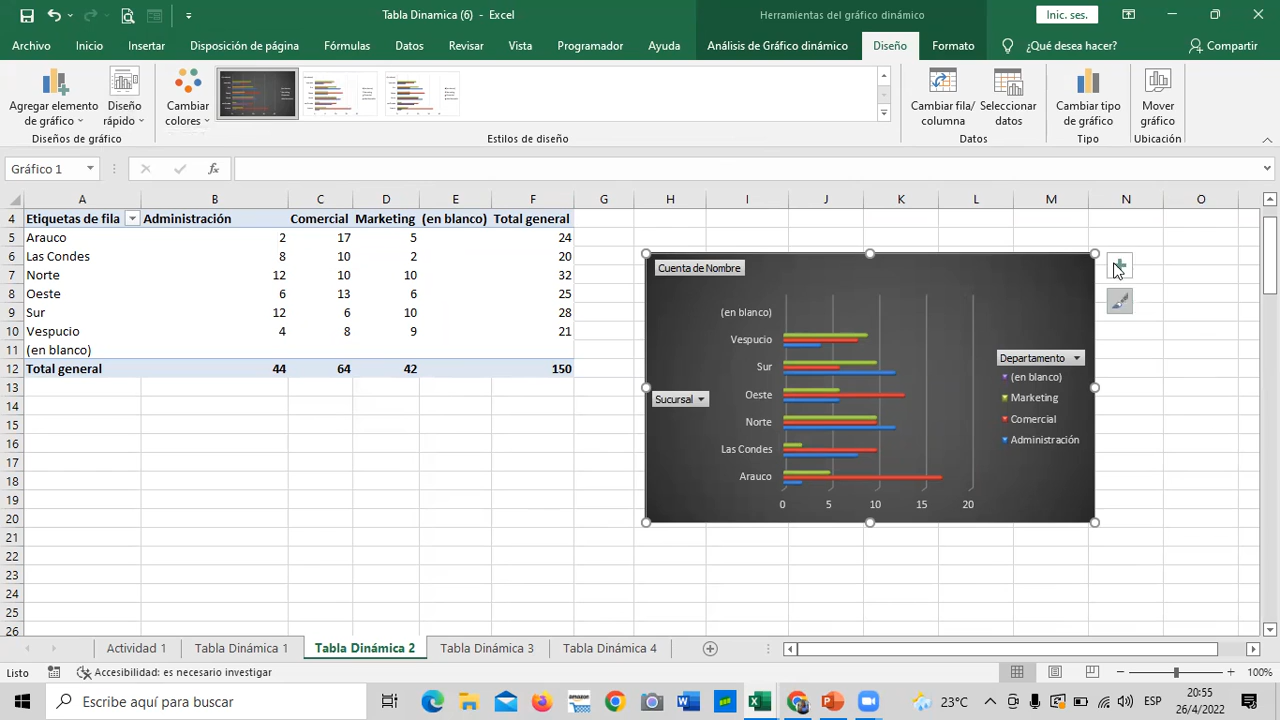 Tabla Dinamica (6) - Excel
Herramientas del gráfico dinámico
Inic. ses.
Archivo Inicio Insertar Fórmulas Datos Revisar Vista Programador Ayuda Análisis de Gráfico dinámico Diseño Formato ¿Qué desea hacer? Compartir
Agregar elemento de gráfico
Diseño rápido
Cambiar colores
Cambiar fila/ columna
Seleccionar datos
Cambiar tipo de gráfico
Mover gráfico
Diseños de gráfico Estilos de diseño Datos Tipo Ubicación
Gráfico 1 fx
A B C D E F G H I J K L M N O
4 Etiquetas de fila Administración Comercial Marketing (en blanco) Total general
5 Arauco 2 17 5 24
6 Las Condes 8 10 2 20
7 Norte 12 10 10 32
8 Oeste 6 13 6 25
9 Sur 12 6 10 28
10 Vespucio 4 8 9 21
11 (en blanco)
12 Total general 44 64 42 150
13
14
15
16
17
18
19
20
21
22
23
24
25
26
Cuenta de Nombre
(en blanco)
Vespucio
Sur
Oeste
Norte
Las Condes
Arauco
0 5 10 15 20
Sucursal
Departamento
(en blanco)
Marketing
Comercial
Administración
Actividad 1 Tabla Dinámica 1 Tabla Dinámica 2 Tabla Dinámica 3 Tabla Dinámica 4
Listo Accesibilidad: es necesario investigar 100%
Escribe aquí para buscar 23°C ESP 20:55
26/4/2022